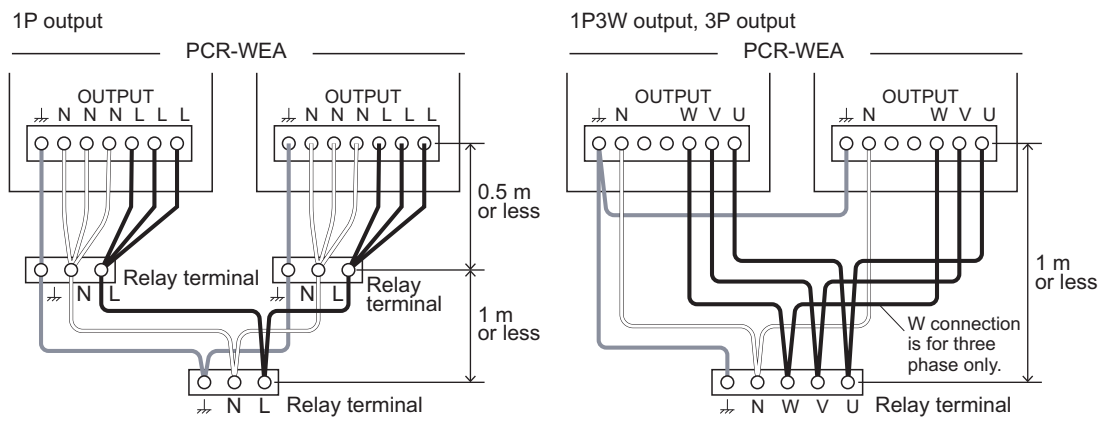 1P output
PCR-WEA
OUTPUT
N N N L L L
OUTPUT
N N N L L L
0.5 m
or less
Relay terminal
N L
N L
Relay
terminal
1 m
or less
N L
Relay terminal
1P3W output, 3P output
PCR-WEA
OUTPUT
N W V U
OUTPUT
N W V U
1 m
or less
W connection
is for three
phase only.
N W V U
Relay terminal